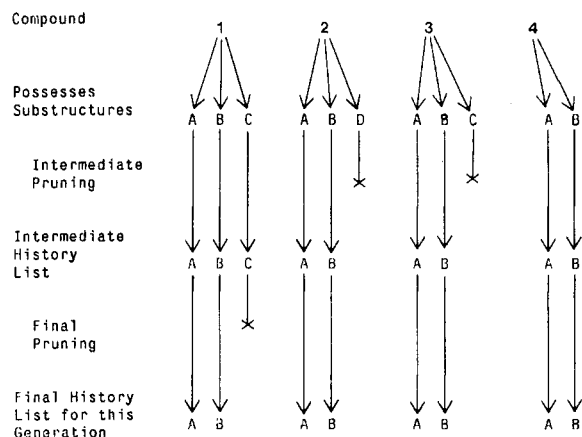 Compound
1 2 3 4
Possesses
Substructures
A B C A B D A B C A B
Intermediate
Pruning
Intermediate
History
List
A B C A B A B A B
Final
Pruning
Final History
List for this
Generation
A B A B A B A B